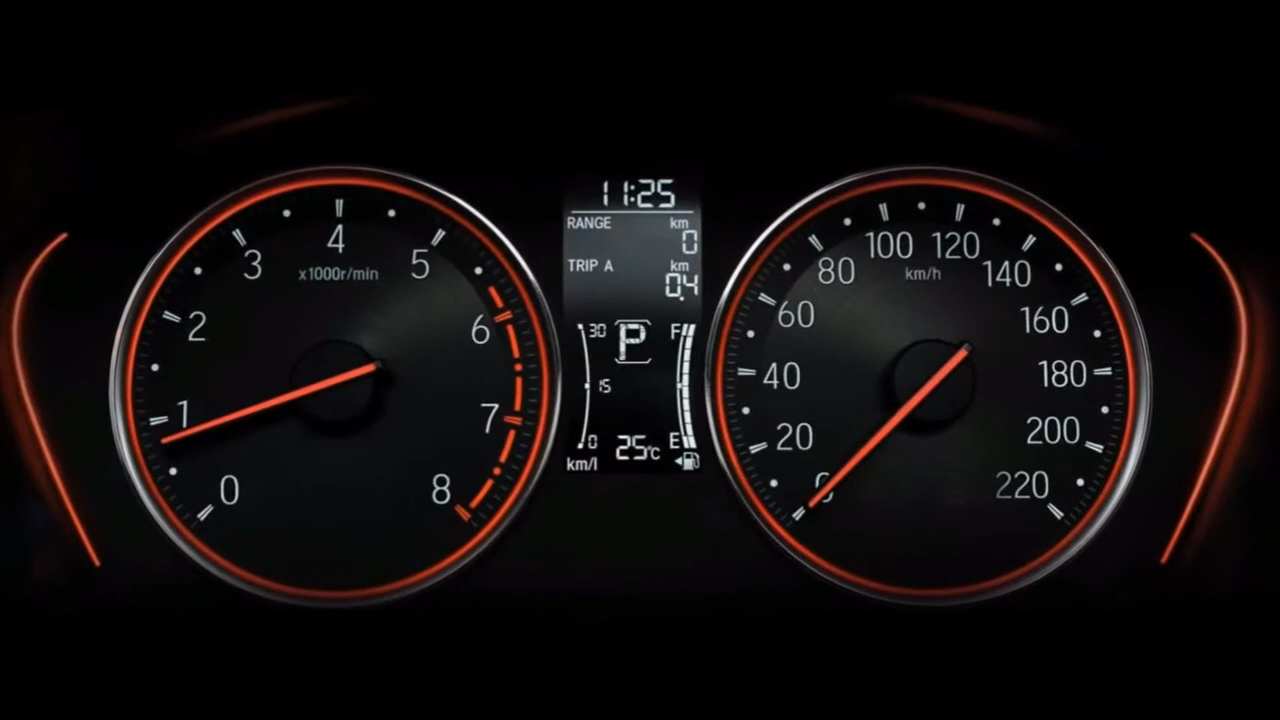 11:25
RANGE km
0
TRIP A km
0.4
30 P F
15
0 25°C E
km/l
4
3 5
x1000r/min
2 6
1 7
0 8
100 120
80 km/h 140
60 160
40 180
20 200
0 220